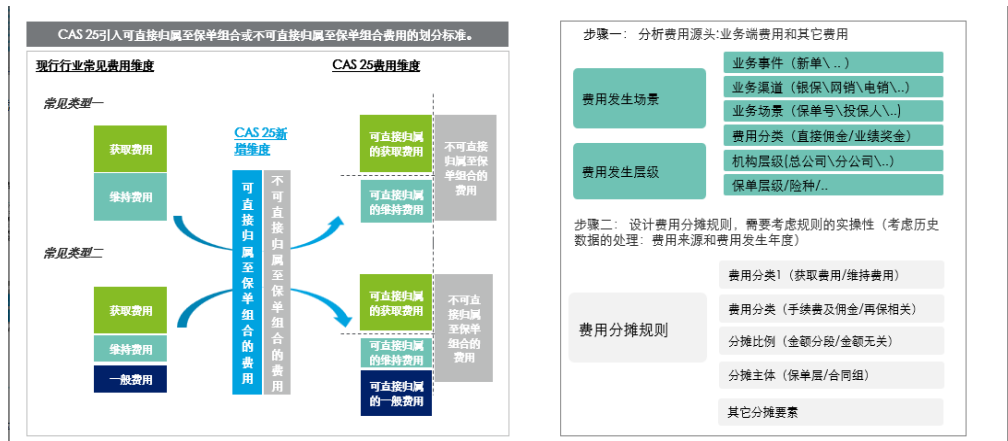 CAS 25引入可直接归属至保单组合或不可直接归属至保单组合费用的划分标准。
现行行业常见费用维度
CAS 25费用维度
常见类型一
获取费用
维持费用
CAS 25新
增维度
可直接归属至保单组合的费用
不可直接归属至保单组合的费用
可直接归属
的获取费用
可直接归属
的维持费用
不可直接
归属至保
单组合的
费用
常见类型二
获取费用
维持费用
一般费用
可直接归属
的获取费用
可直接归属
的维持费用
可直接归属
的一般费用
不可直
接归属
至保单
组合的
费用
步骤一： 分析费用源头:业务端费用和其它费用
费用发生场景
业务事件（新单\ .. ）
业务渠道（银保\网销\电销\..）
业务场景（保单号\投保人\..)
费用发生层级
费用分类（直接佣金/业绩奖金）
机构层级(总公司\分公司\..）
保单层级/险种/..
步骤二： 设计费用分摊规则，需要考虑规则的实操性（考虑历史
数据的处理：费用来源和费用发生年度）
费用分摊规则
费用分类1（获取费用/维持费用）
费用分类（手续费及佣金/再保相关）
分摊比例（金额分段/金额无关）
分摊主体（保单层/合同组）
其它分摊要素